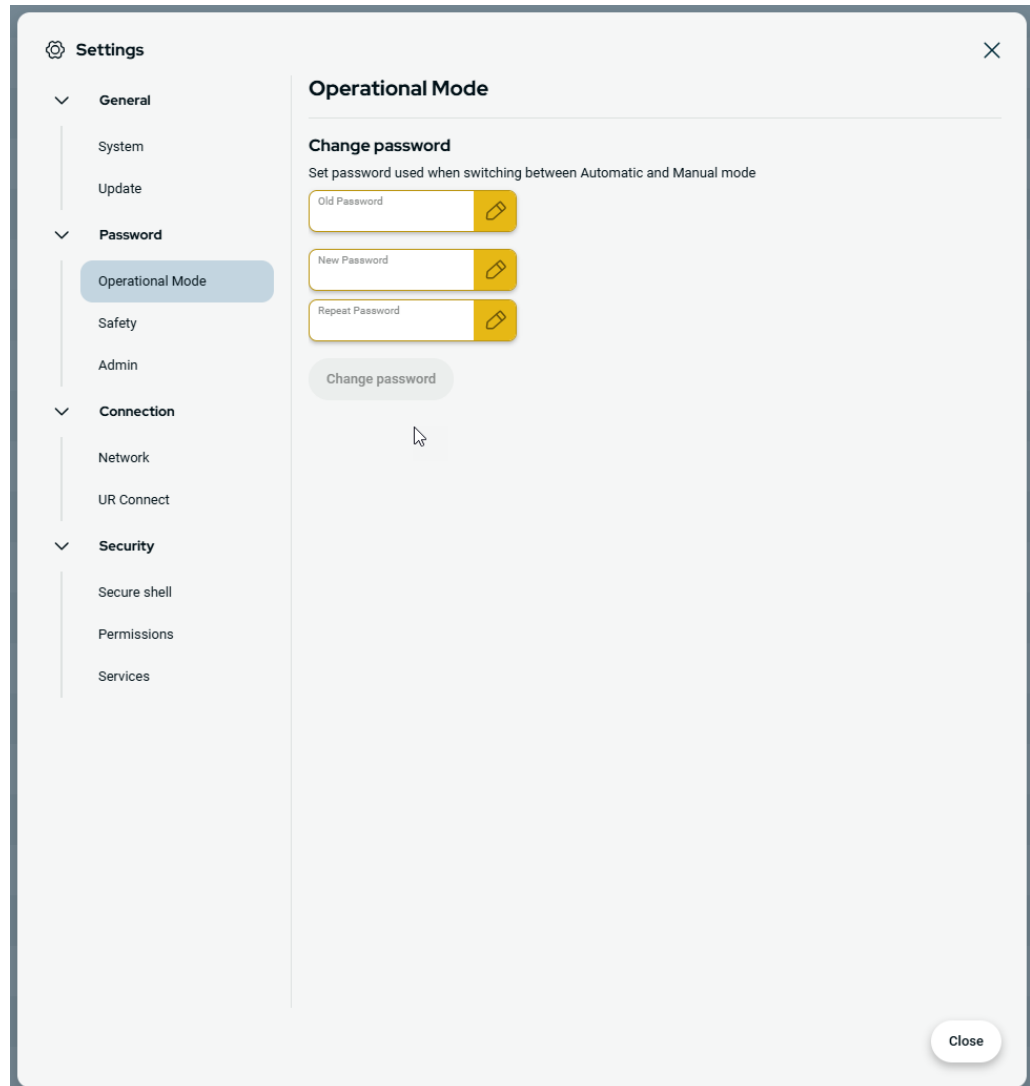 Settings
General
System
Update
Password
Operational Mode
Safety
Admin
Connection
Network
UR Connect
Security
Secure shell
Permissions
Services
Operational Mode
Change password
Set password used when switching between Automatic and Manual mode
Old Password
New Password
Repeat Password
Change password
Close